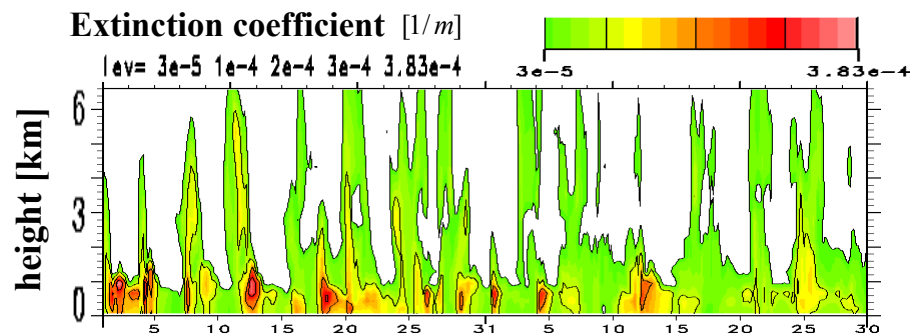 Extinction coefficient [1/m]
lev= 3e-5 1e-4 2e-4 3e-4 3.83e-4
3e-5 3.83e-4
height [km]
6
3
0
5 10 15 20 25 31 5 10 15 20 25 30